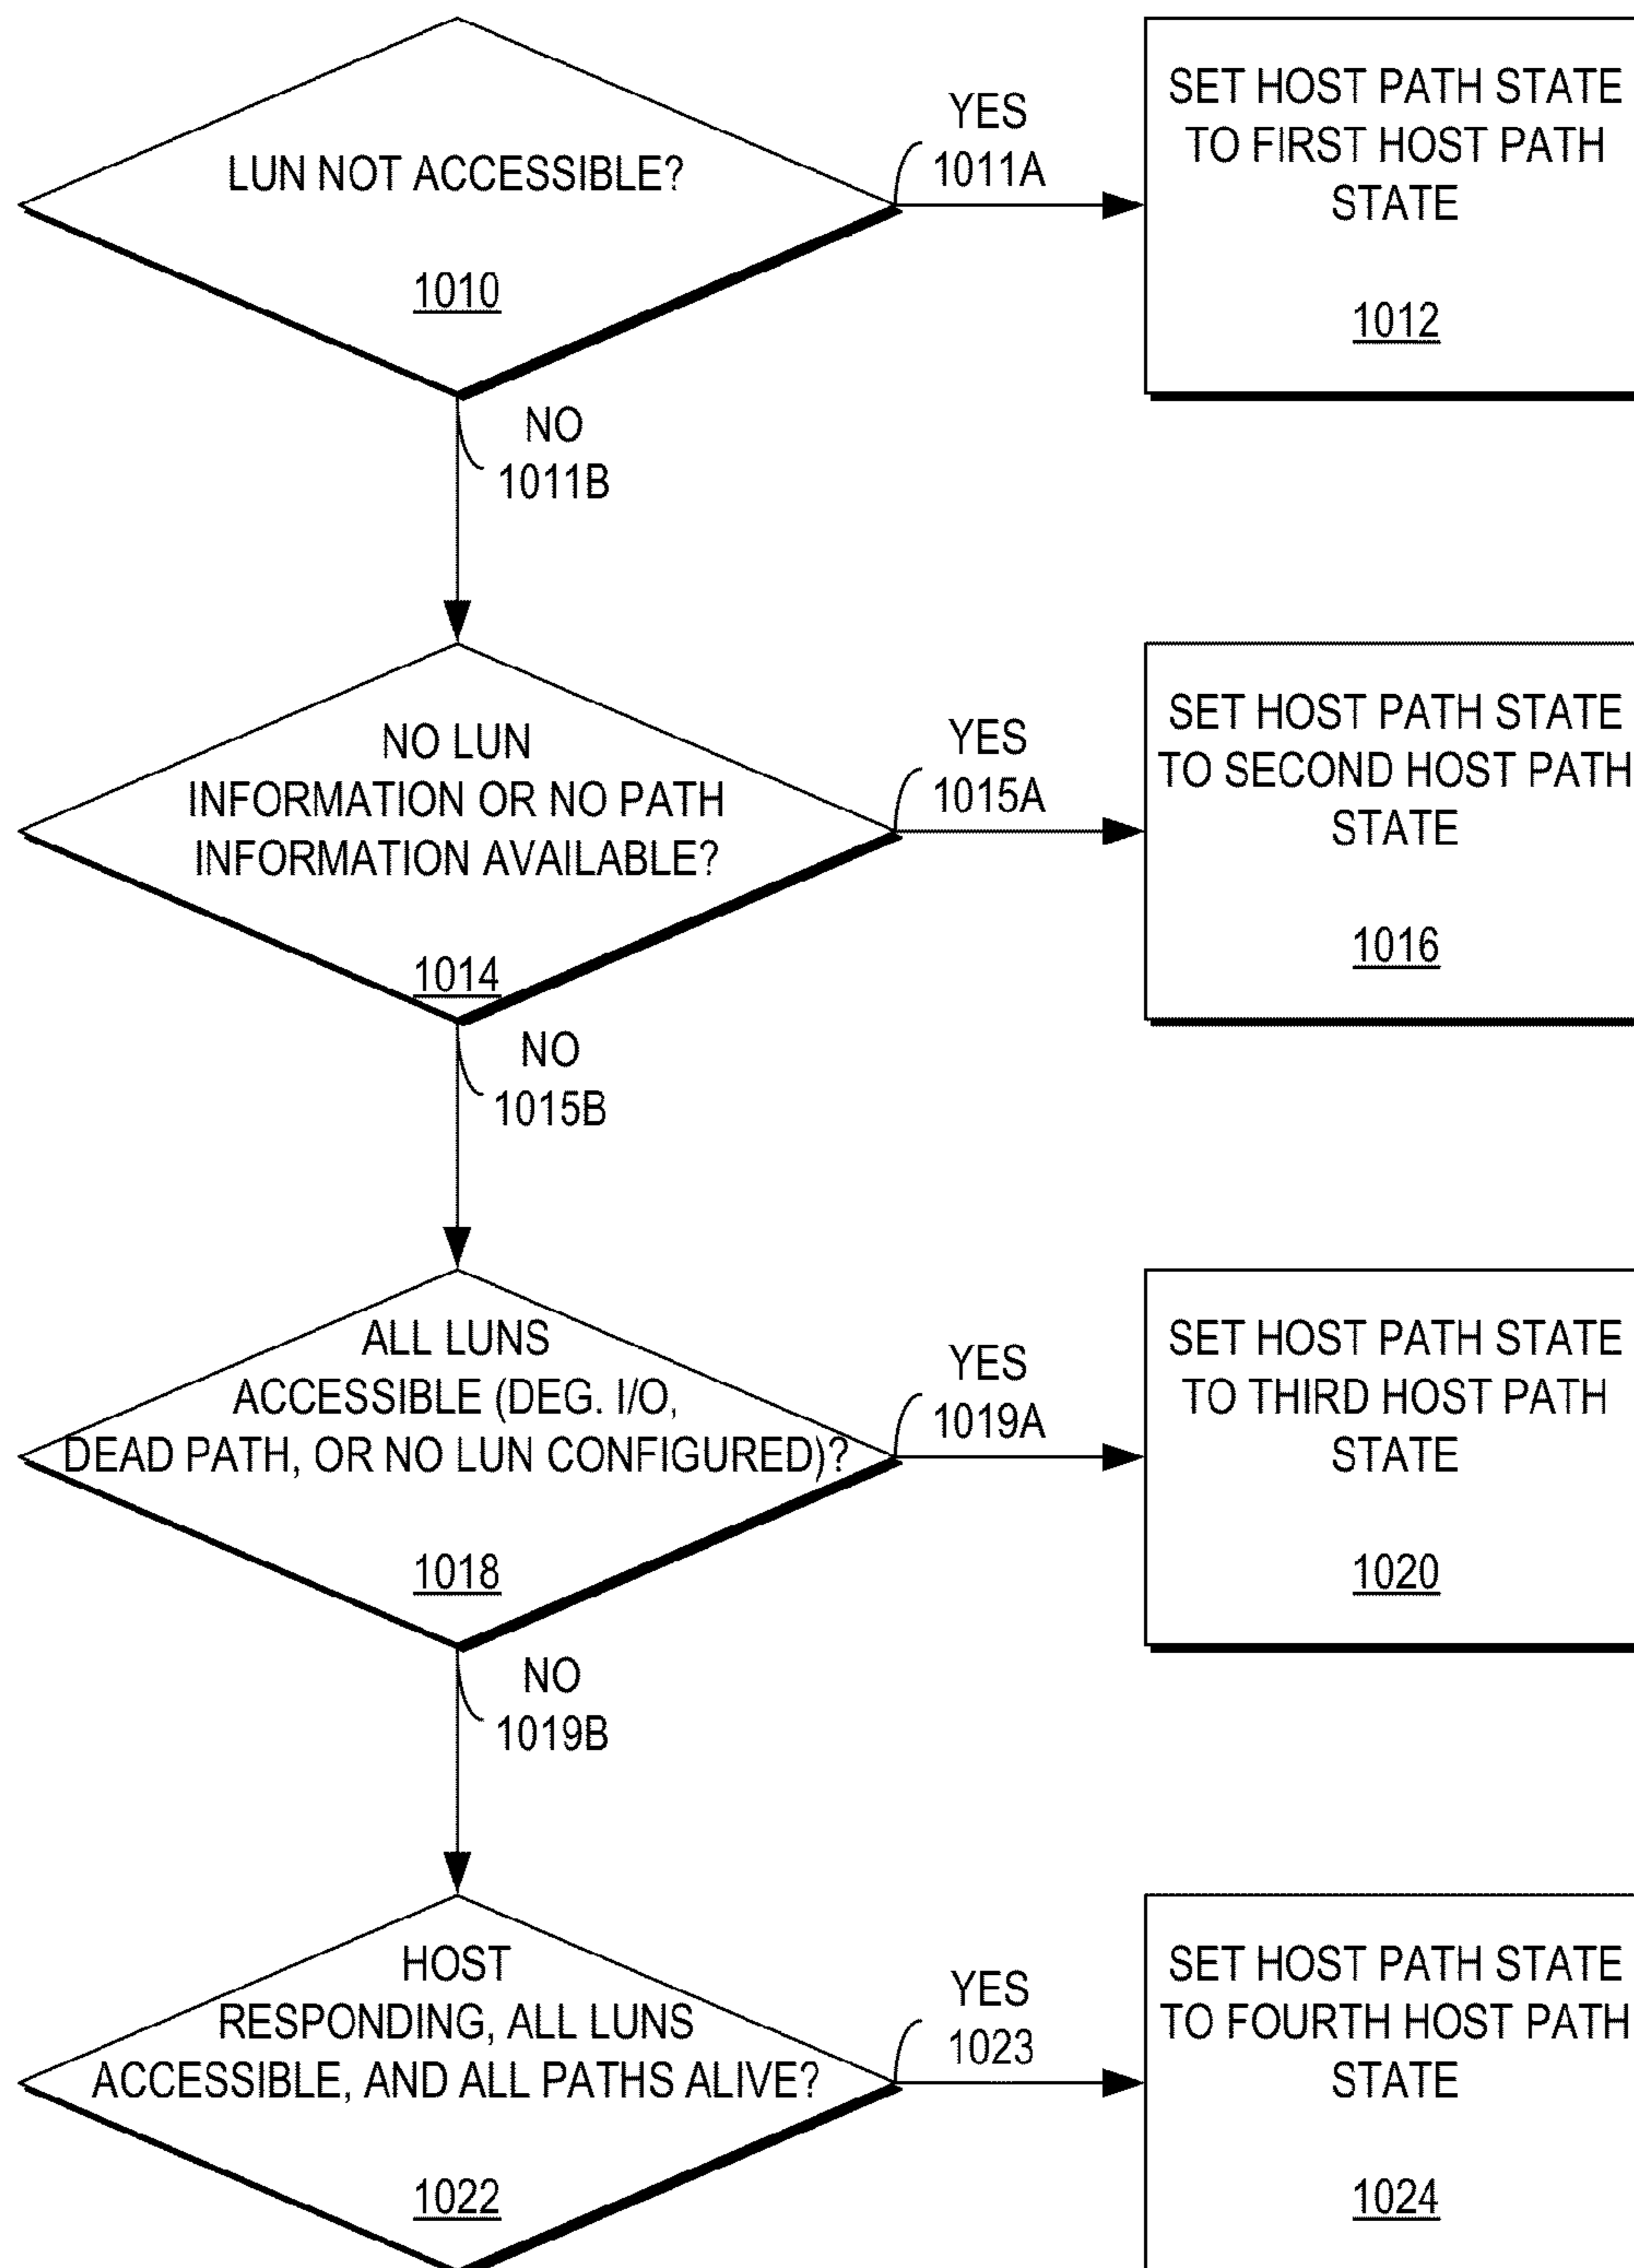 LUN NOT ACCESSIBLE?
1010
YES
1011A
SET HOST PATH STATE
TO FIRST HOST PATH
STATE
1012
NO
1011B
NO LUN
INFORMATION OR NO PATH
INFORMATION AVAILABLE?
1014
YES
1015A
SET HOST PATH STATE
TO SECOND HOST PATH
STATE
1016
NO
1015B
ALL LUNS
ACCESSIBLE (DEG. I/O,
DEAD PATH, OR NO LUN CONFIGURED)?
1018
YES
1019A
SET HOST PATH STATE
TO THIRD HOST PATH
STATE
1020
NO
1019B
HOST
RESPONDING, ALL LUNS
ACCESSIBLE, AND ALL PATHS ALIVE?
1022
YES
1023
SET HOST PATH STATE
TO FOURTH HOST PATH
STATE
1024